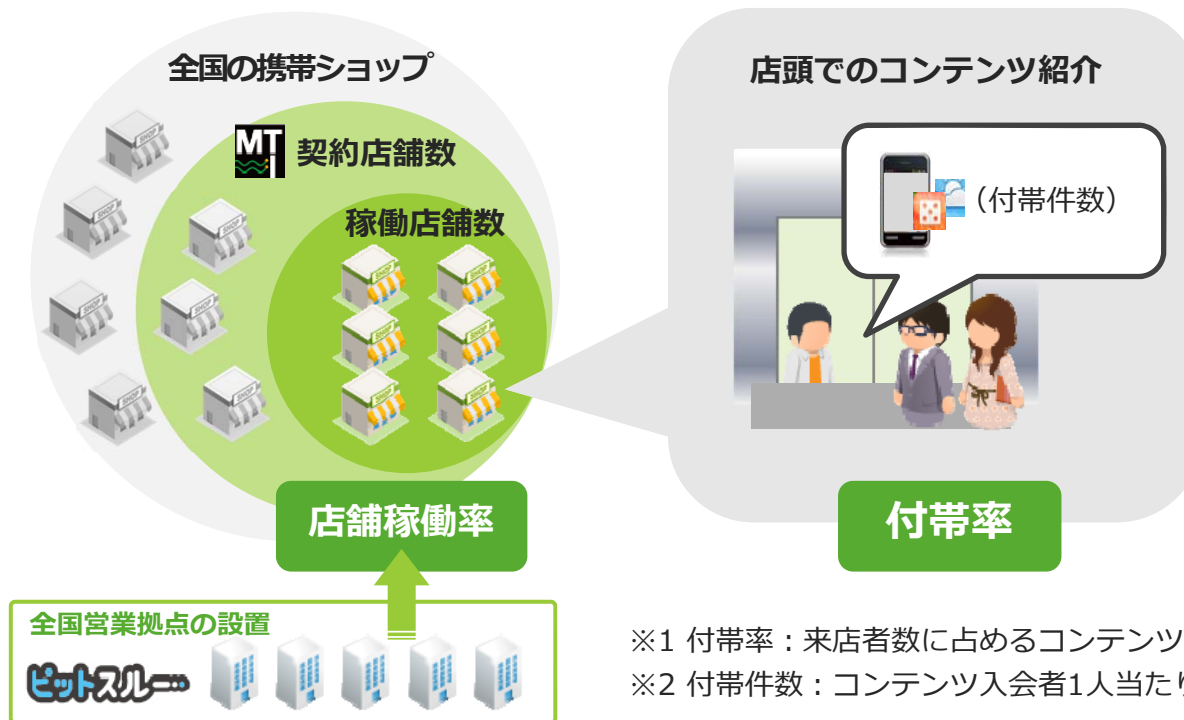 全国の携帯ショップ
MTI 契約店舗数
稼働店舗数
店舗稼働率
全国営業拠点の設置
ビットスルー
店頭でのコンテンツ紹介
(付帯件数)
付帯率
※1 付帯率：来店者数に占めるコンテンツ
※2 付帯件数：コンテンツ入会者1人当たり